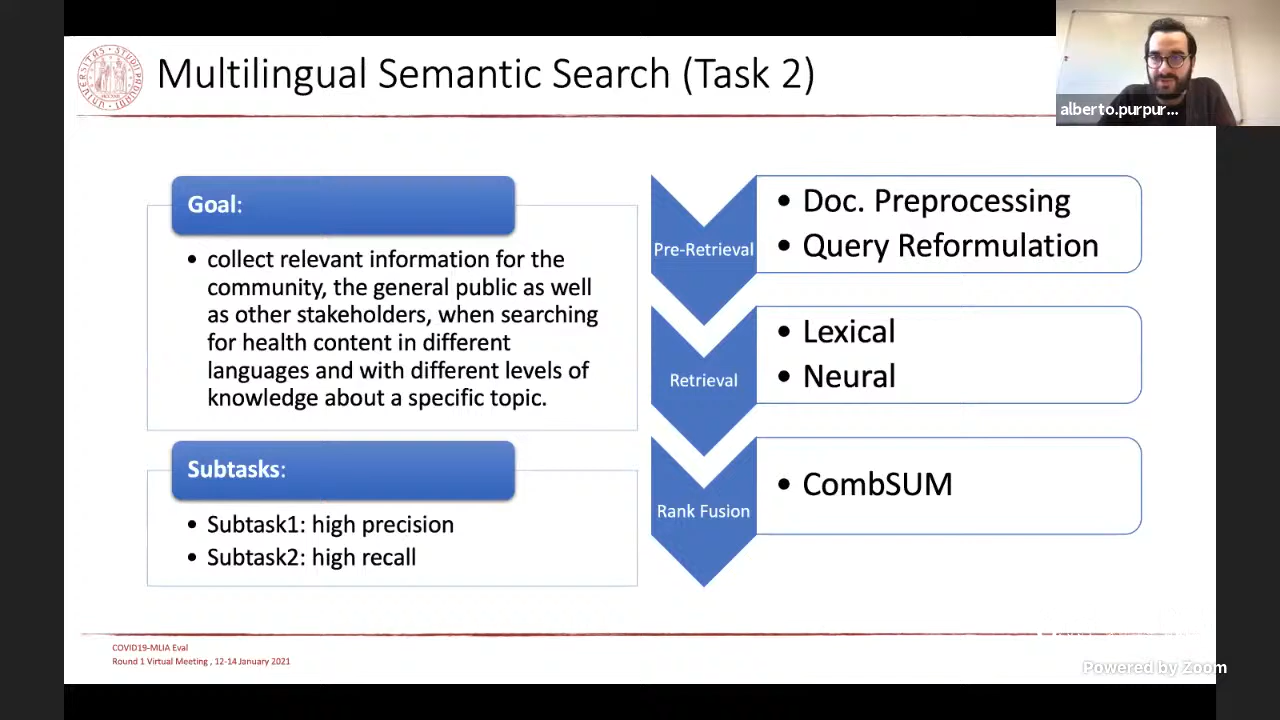 Multilingual Semantic Search (Task 2)
alberto.purpur...
Goal:
• collect relevant information for the
community, the general public as well
as other stakeholders, when searching
for health content in different
languages and with different levels of
knowledge about a specific topic.
Subtasks:
• Subtask1: high precision
• Subtask2: high recall
Pre-Retrieval
• Doc. Preprocessing
• Query Reformulation
Retrieval
• Lexical
• Neural
Rank Fusion
• CombSUM
COVID19-MLIA Eval
Round 1 Virtual Meeting , 12-14 January 2021
Powered by Zoom